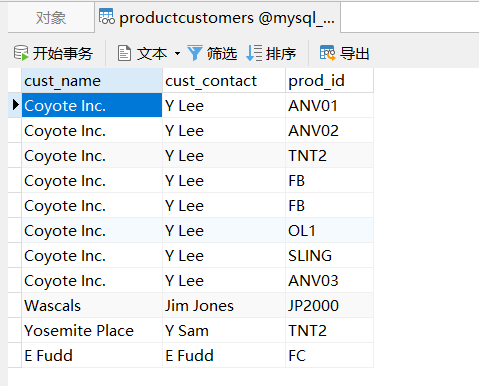 对象 productcustomers @mysql_...
开始事务 文本 筛选 排序 导出
cust_name cust_contact prod_id
Coyote Inc. Y Lee ANV01
Coyote Inc. Y Lee ANV02
Coyote Inc. Y Lee TNT2
Coyote Inc. Y Lee FB
Coyote Inc. Y Lee FB
Coyote Inc. Y Lee OL1
Coyote Inc. Y Lee SLING
Coyote Inc. Y Lee ANV03
Wascals Jim Jones JP2000
Yosemite Place Y Sam TNT2
E Fudd E Fudd FC